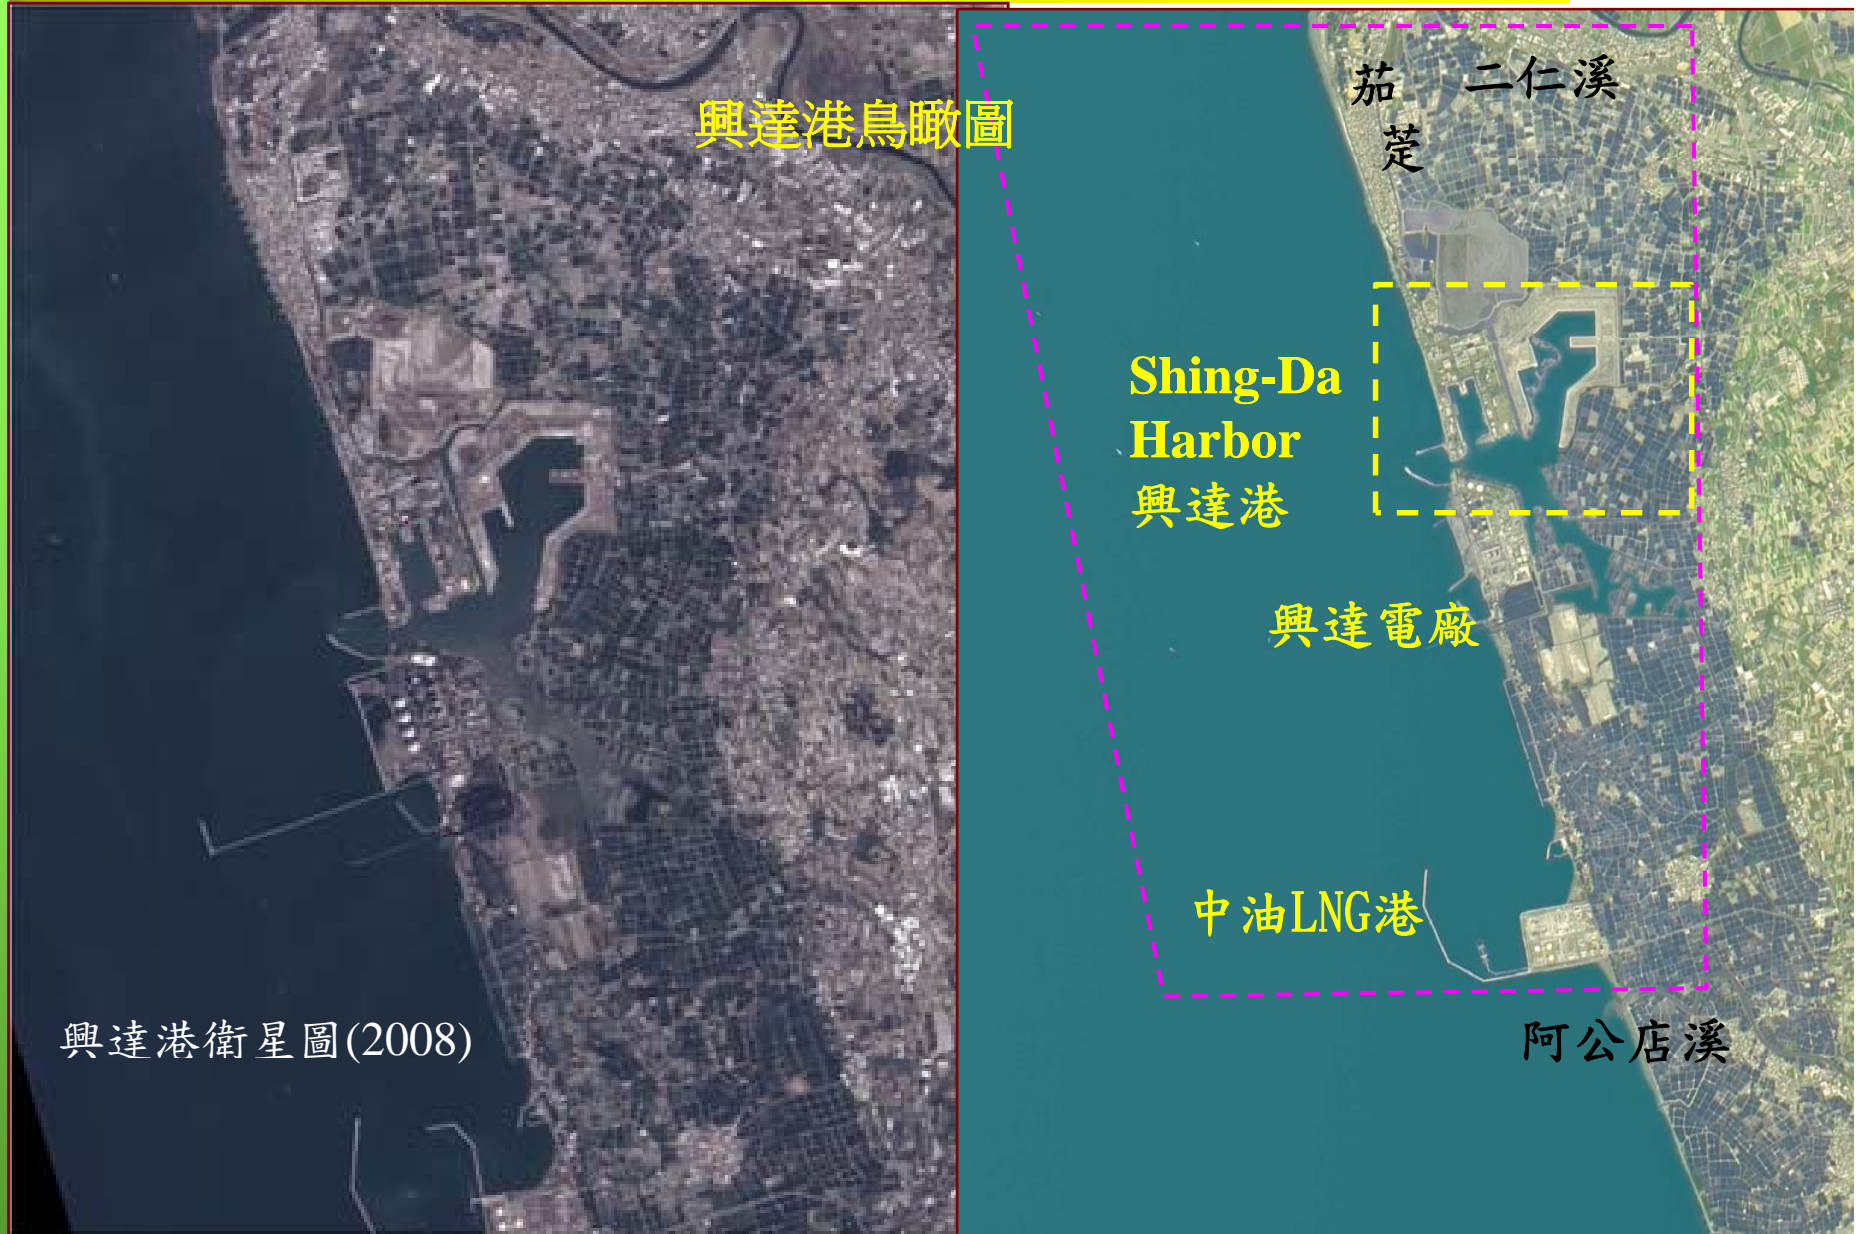 興達港鳥瞰圖
茄萣
二仁溪
Shing-Da
Harbor
興達港
興達電廠
中油LNG港
興達港衛星圖(2008)
阿公店溪